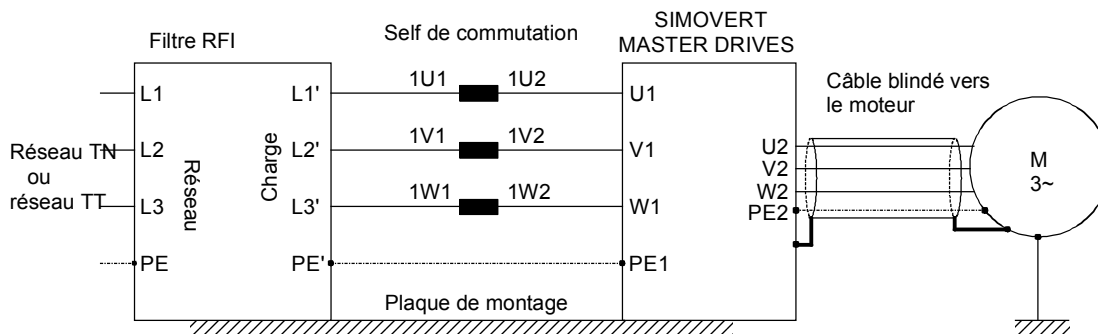 Filtre RFI
Self de commutation
SIMOVERT
MASTER DRIVES
Câble blindé vers
le moteur
Réseau TN
ou
réseau TT
L1
L2
L3
PE
Réseau
Charge
L1'
L2'
L3'
PE'
1U1
1U2
1V1
1V2
1W1
1W2
Plaque de montage
U1
V1
W1
PE1
U2
V2
W2
PE2
M
3~